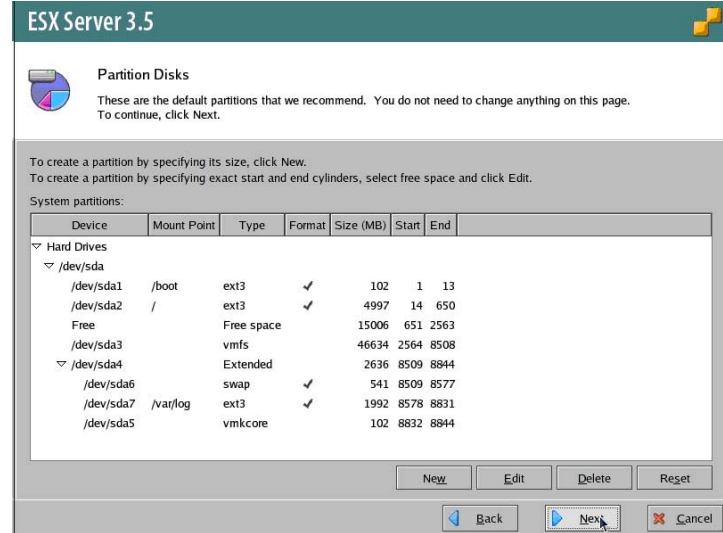 ESX Server 3.5
Partition Disks
These are the default partitions that we recommend. You do not need to change anything on this page.
To continue, click Next.
To create a partition by specifying its size, click New.
To create a partition by specifying exact start and end cylinders, select free space and click Edit.
System partitions:
Device Mount Point Type Format Size (MB) Start End
Hard Drives
/dev/sda
/dev/sda1 /boot ext3 102 1 13
/dev/sda2 / ext3 4997 14 650
Free Free space 15006 651 2563
/dev/sda3 vmfs 46634 2564 8508
/dev/sda4 Extended 2636 8509 8844
/dev/sda6 swap 541 8509 8577
/dev/sda7 /var/log ext3 1992 8578 8831
/dev/sda5 vmkcore 102 8832 8844
New Edit Delete Reset
Back Next Cancel